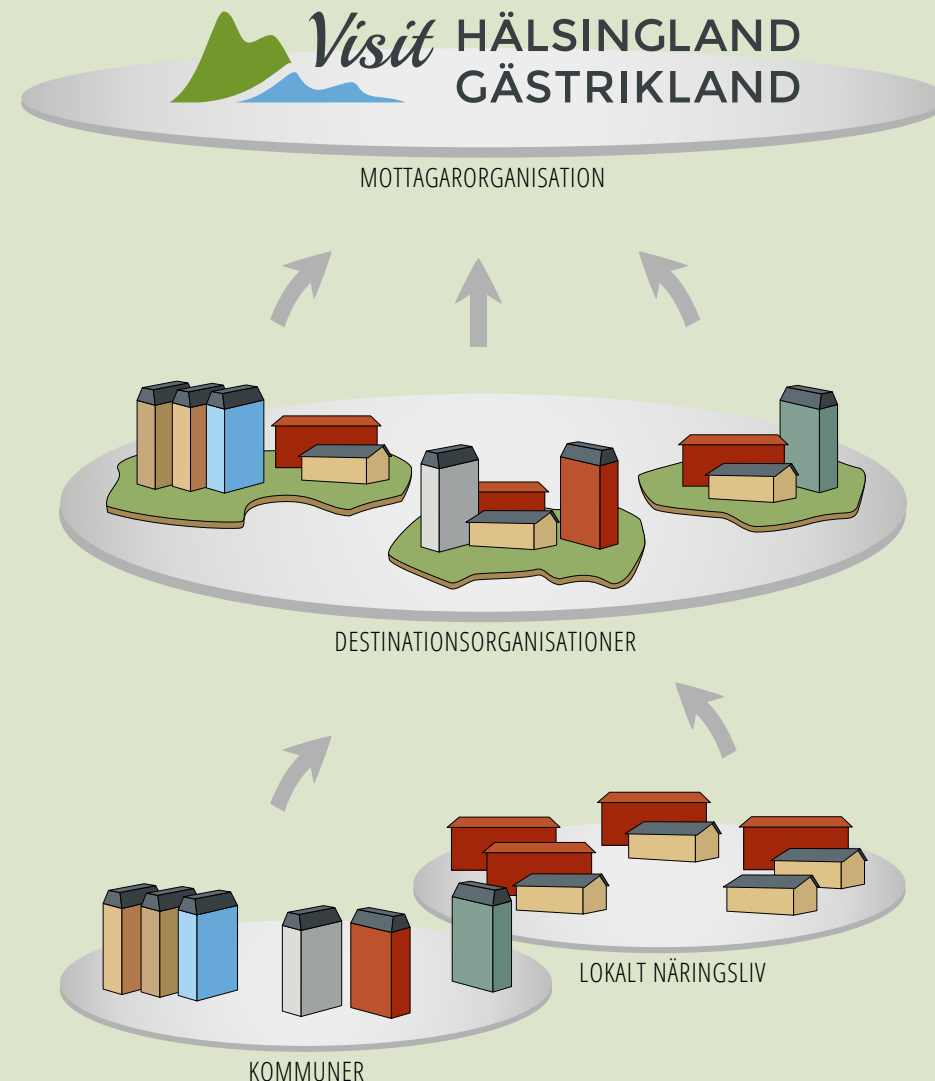 Visit HÄLSINGLAND
GÄSTRIKLAND
MOTTAGARORGANISATION
DESTINATIONSORGANISATIONER
LOKALT NÄRINGSLIV
KOMMUNER